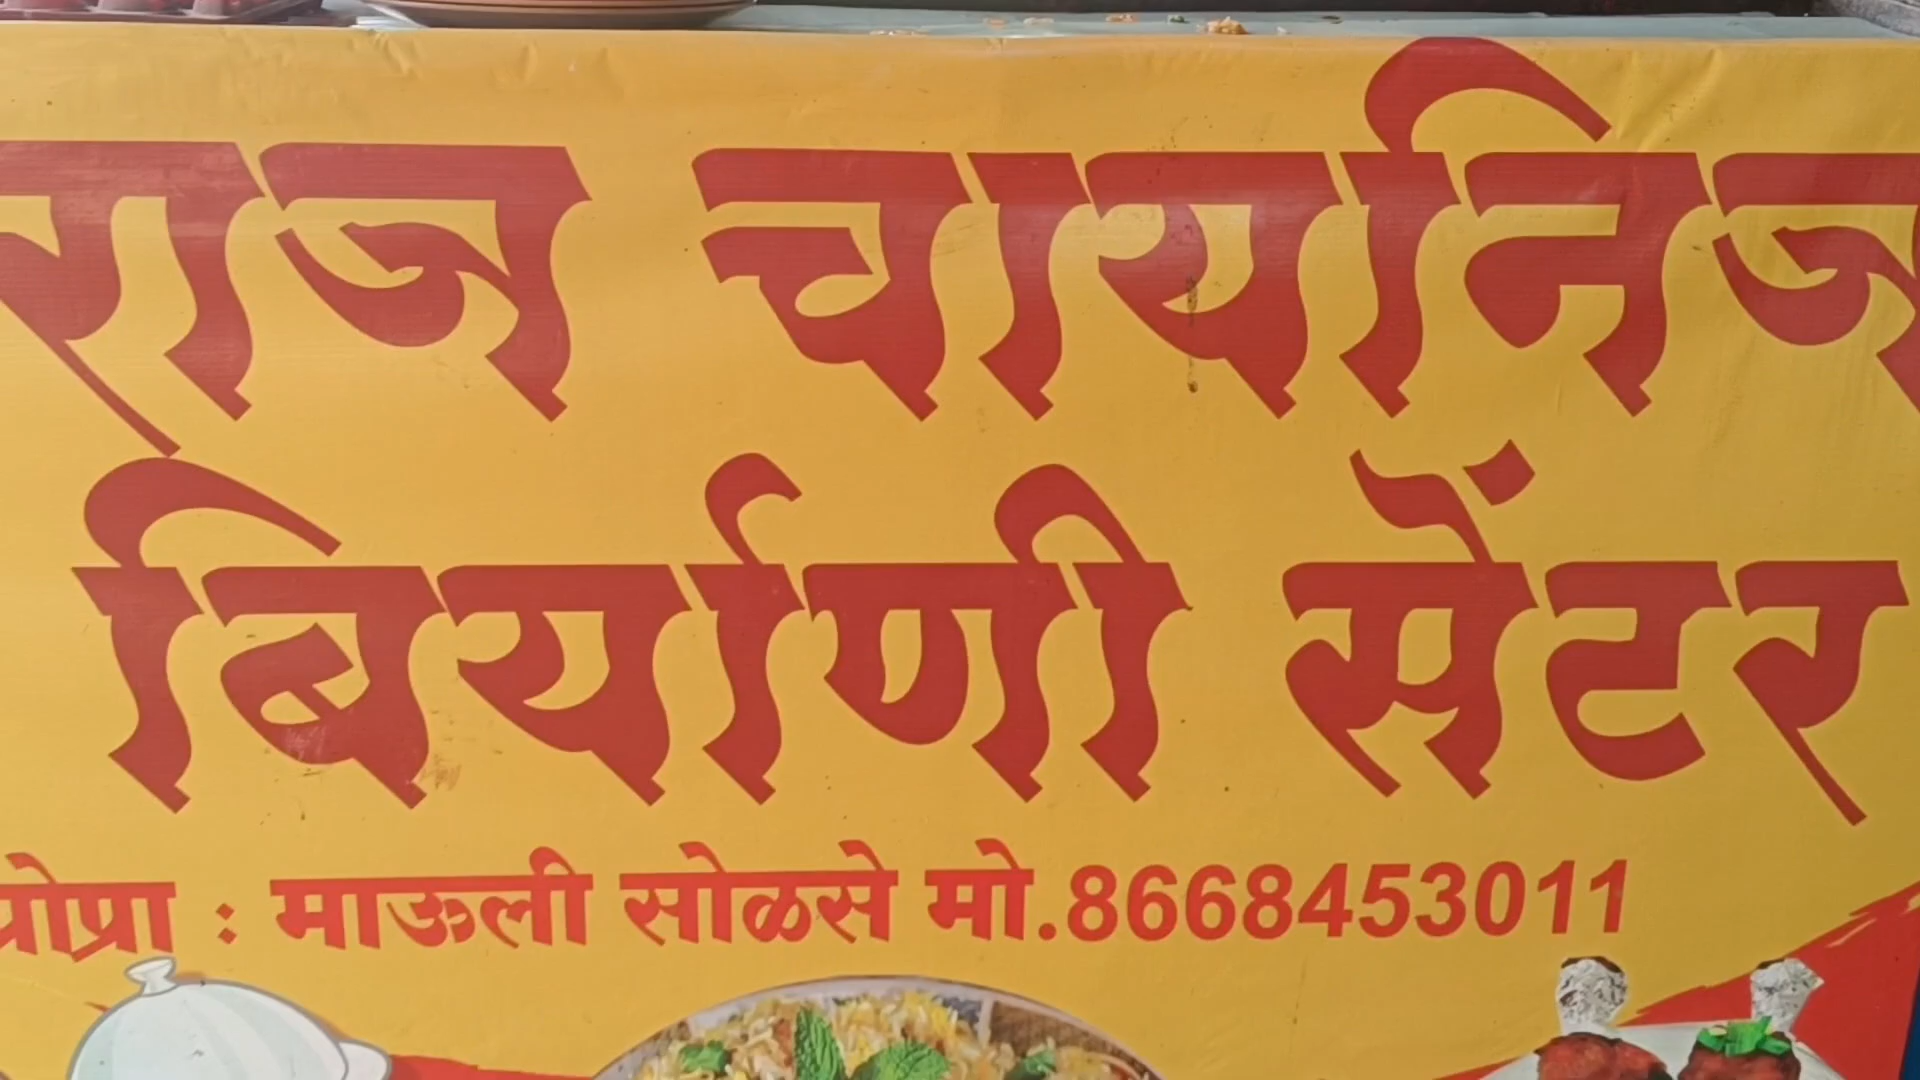 राज चायनिज
बिर्याणी सेंटर
प्रोप्रा : माऊली सोळसे मो.8668453011